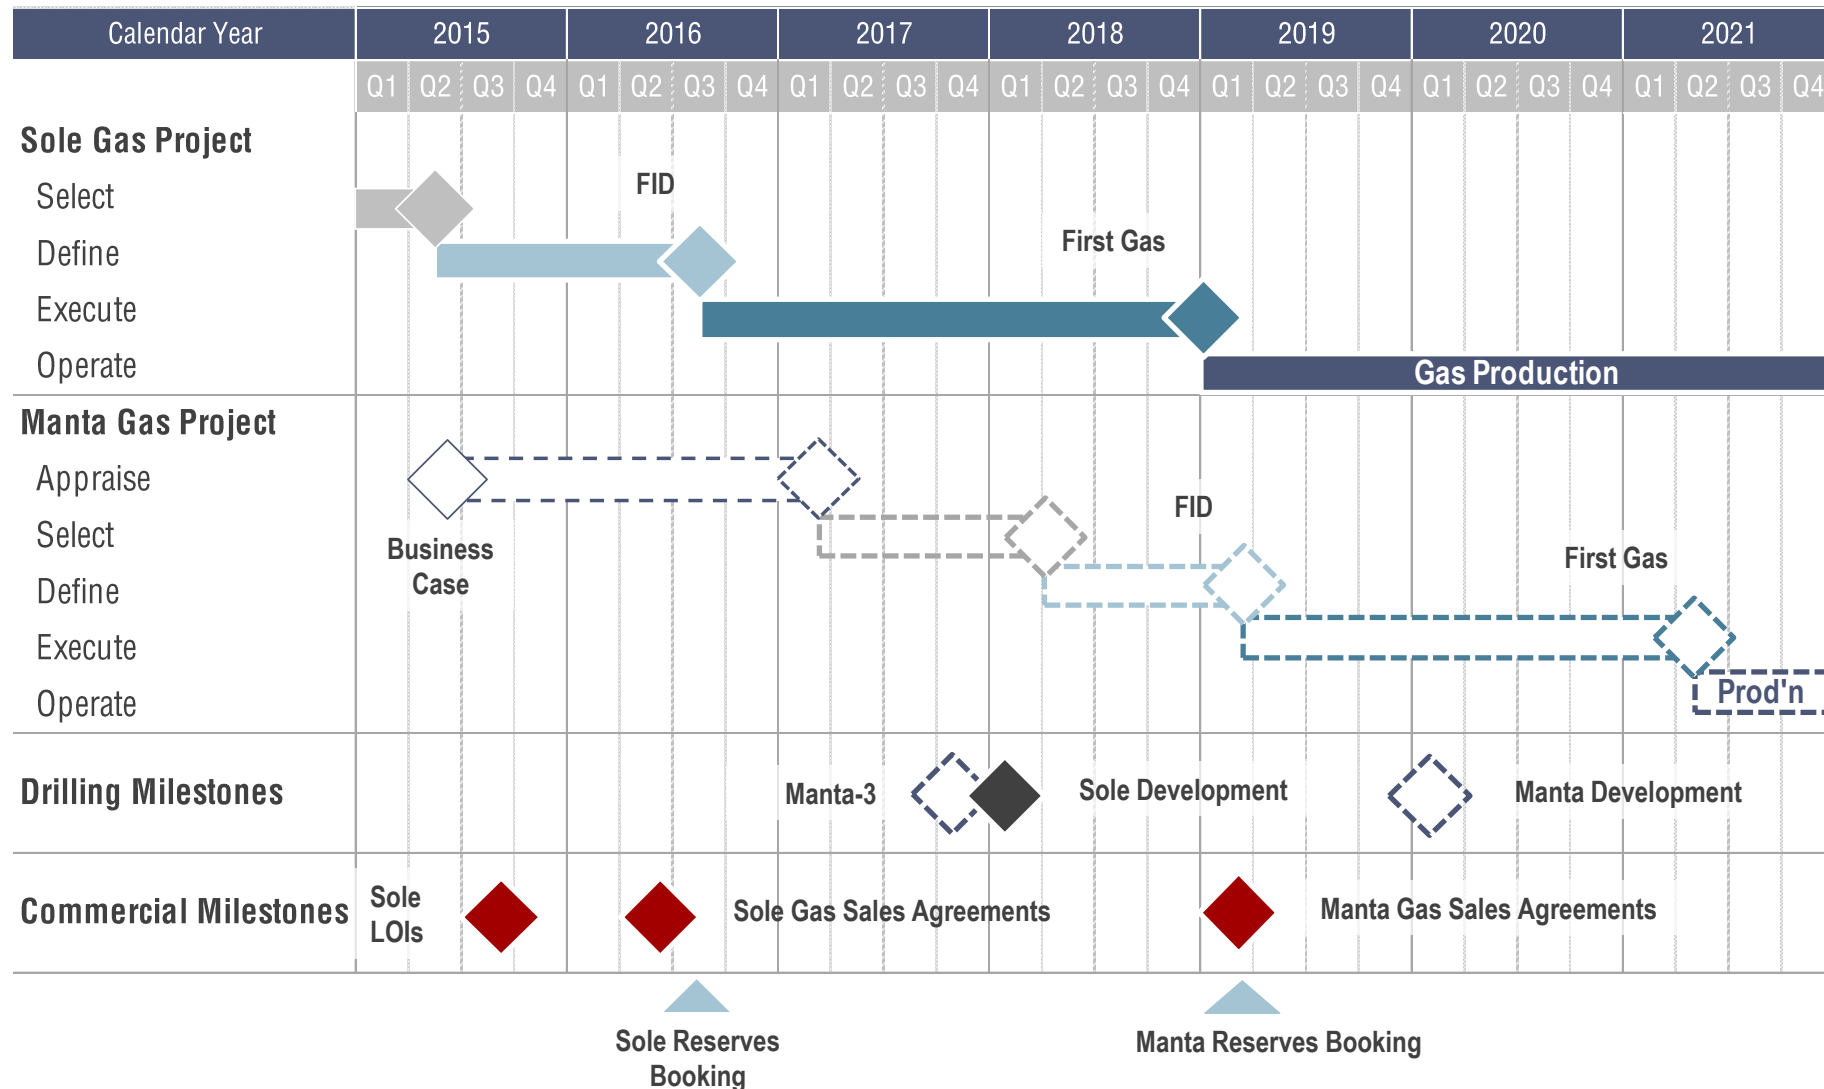 Calendar Year 2015 2016 2017 2018 2019 2020 2021
Q1 Q2 Q3 Q4 Q1 Q2 Q3 Q4 Q1 Q2 Q3 Q4 Q1 Q2 Q3 Q4 Q1 Q2 Q3 Q4 Q1 Q2 Q3 Q4 Q1 Q2 Q3 Q4
Sole Gas Project
Select
FID
Define
First Gas
Execute
Operate
Gas Production
Manta Gas Project
Appraise
Select
FID
Business
Case
First Gas
Define
Execute
Operate
Prod'n
Drilling Milestones
Manta-3
Sole Development
Manta Development
Commercial Milestones
Sole
LOIs
Sole Gas Sales Agreements
Manta Gas Sales Agreements
Sole Reserves
Booking
Manta Reserves Booking